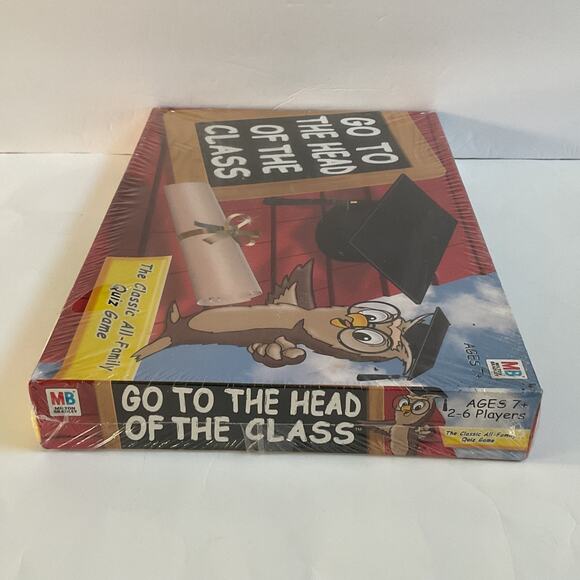 GO TO
THE HEAD
OF THE
CLASS
The Classic All-Family
Quiz Game
AGES 7+
MB
MB
MILTON
BRADLEY
GO TO THE HEAD
OF THE CLASS™
AGES 7+
2-6 Players
The Classic All-Family
Quiz Game